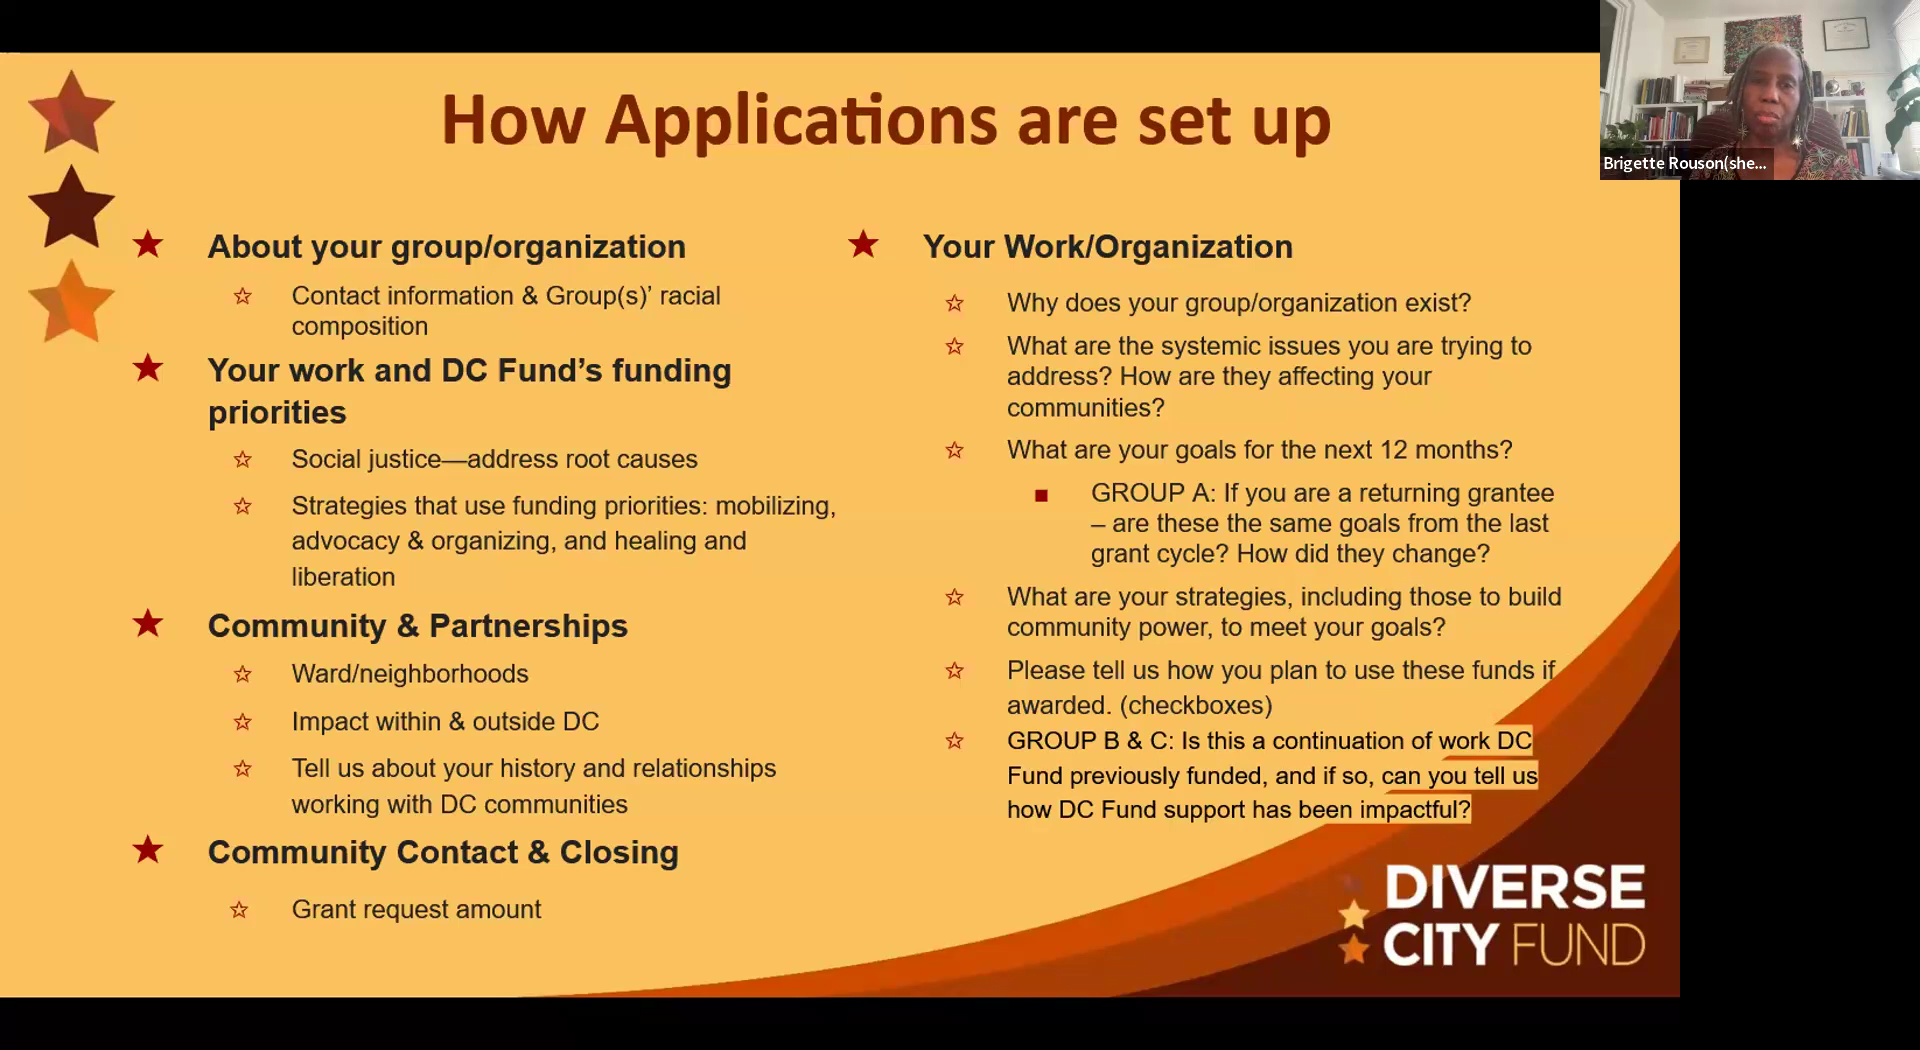 How Applications are set up
About your group/organization
Contact information & Group(s)’ racial
composition
Your work and DC Fund’s funding
priorities
Social justice—address root causes
Strategies that use funding priorities: mobilizing,
advocacy & organizing, and healing and
liberation
Community & Partnerships
Ward/neighborhoods
Impact within & outside DC
Tell us about your history and relationships
working with DC communities
Community Contact & Closing
Grant request amount
Your Work/Organization
Why does your group/organization exist?
What are the systemic issues you are trying to
address? How are they affecting your
communities?
What are your goals for the next 12 months?
GROUP A: If you are a returning grantee
– are these the same goals from the last
grant cycle? How did they change?
What are your strategies, including those to build
community power, to meet your goals?
Please tell us how you plan to use these funds if
awarded. (checkboxes)
GROUP B & C: Is this a continuation of work DC
Fund previously funded, and if so, can you tell us
how DC Fund support has been impactful?
DIVERSE
CITY FUND
Brigette Rouson(she...